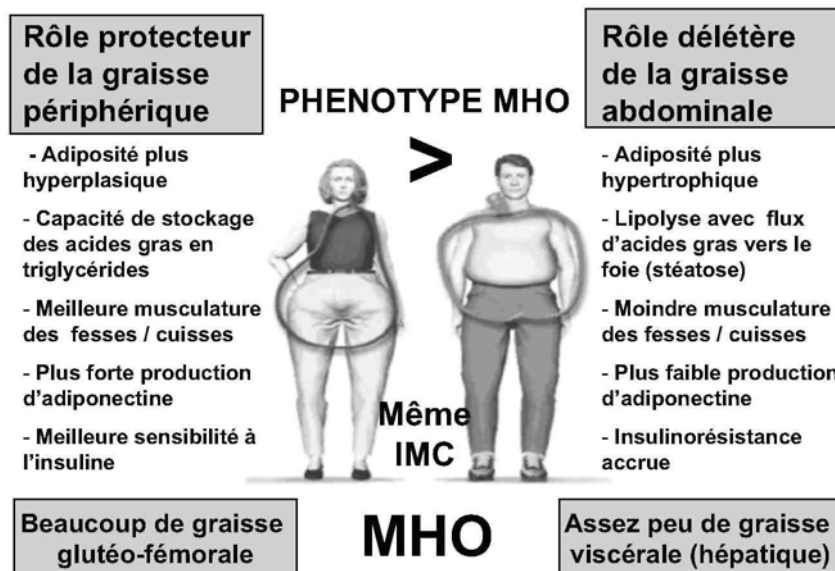 Rôle protecteur
de la graisse
périphérique
- Adiposité plus
hyperplasique
- Capacité de stockage
des acides gras en
triglycérides
- Meilleure musculature
des fesses / cuisses
- Plus forte production
d'adiponectine
- Meilleure sensibilité à
l'insuline
Beaucoup de graisse
glutéo-fémorale
PHENOTYPE MHO
>
Même
IMC
MHO
Rôle délétère
de la graisse
abdominale
- Adiposité plus
hypertrophique
- Lipolyse avec flux
d'acides gras vers le
foie (stéatose)
- Moindre musculature
des fesses / cuisses
- Plus faible production
d'adiponectine
- Insulinorésistance
accrue
Assez peu de graisse
viscérale (hépatique)